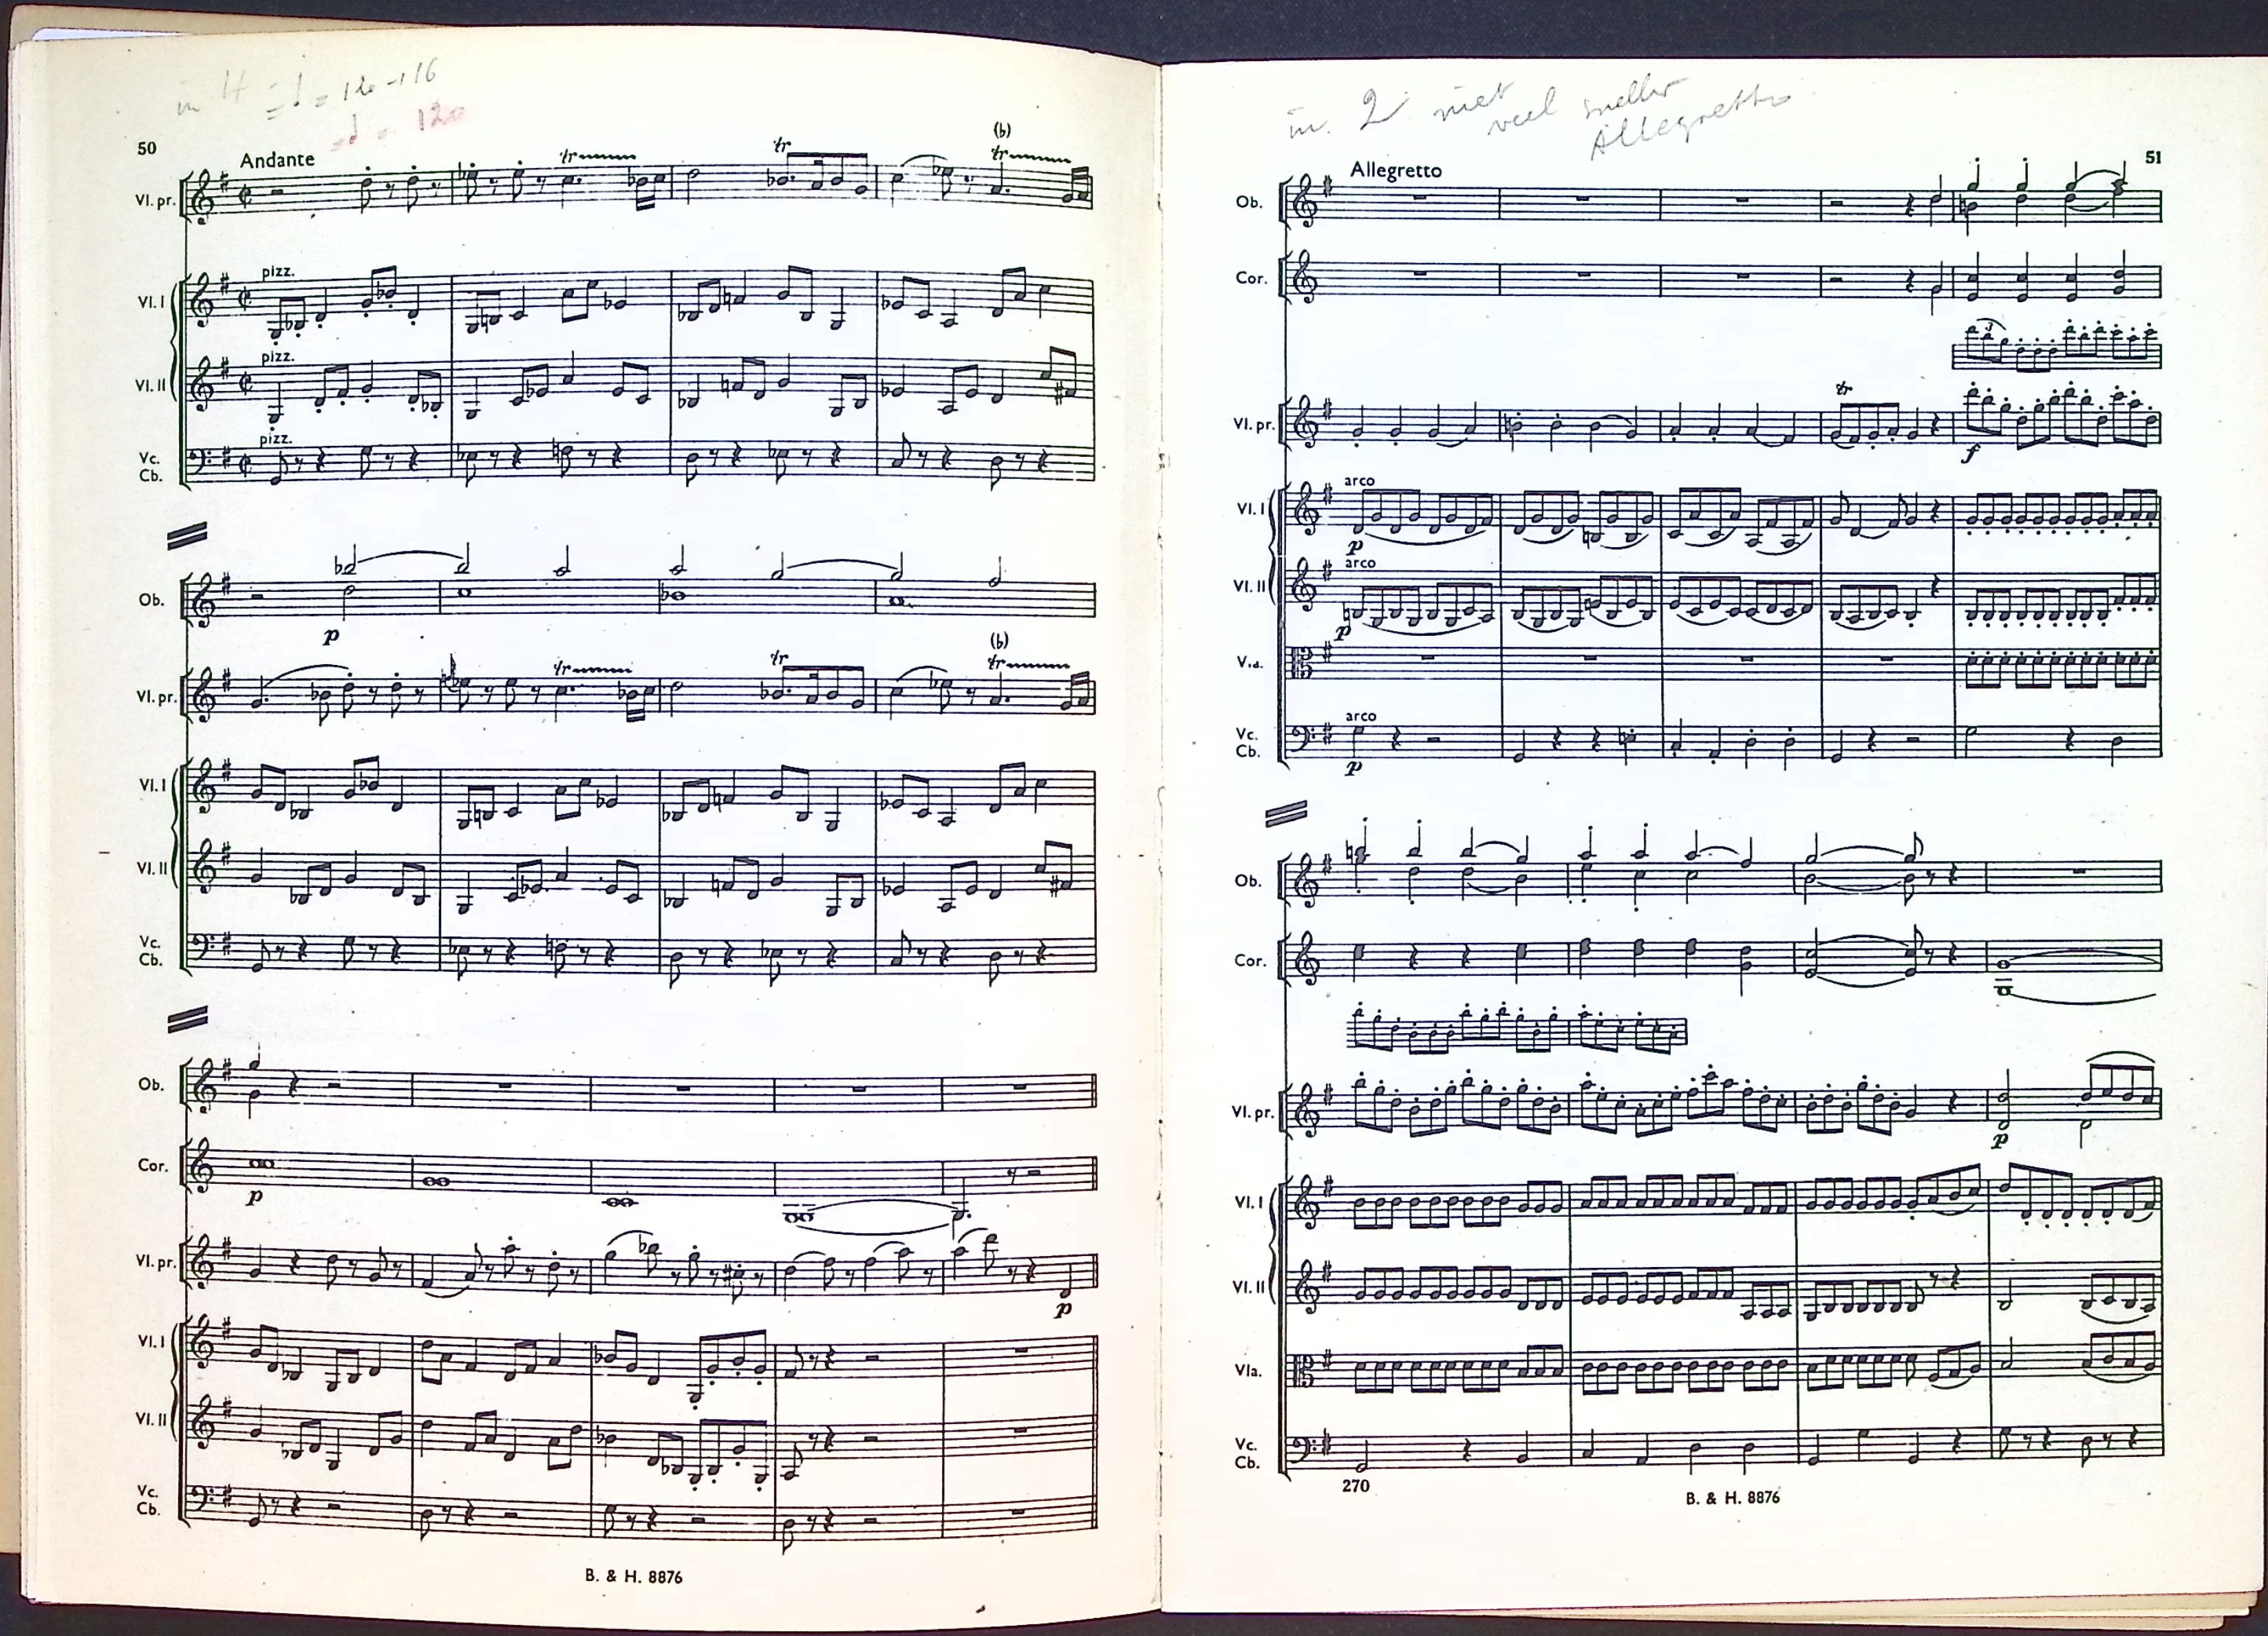 in 4 = ♩ = 120-116
= ♩ = 120
50
Andante
(b)
tr tr tr
Vl. pr.
pizz.
Vl. I
pizz.
Vl. II
pizz.
Vc.
Cb.
Ob.
p
(b)
tr tr tr
Vl. pr.
Vl. I
Vl. II
Vc.
Cb.
Ob.
Cor.
p
Vl. pr.
p
Vl. I
Vl. II
Vc.
Cb.
B. & H. 8876
in 2 niet
veel sneller
Allegretto
51
Allegretto
Ob.
Cor.
3
tr
Vl. pr.
f
arco
Vl. I
p
arco
Vl. II
p
Vla.
arco
Vc.
Cb.
p
Ob.
Cor.
Vl. pr.
p
Vl. I
Vl. II
Vla.
Vc.
Cb.
270
B. & H. 8876